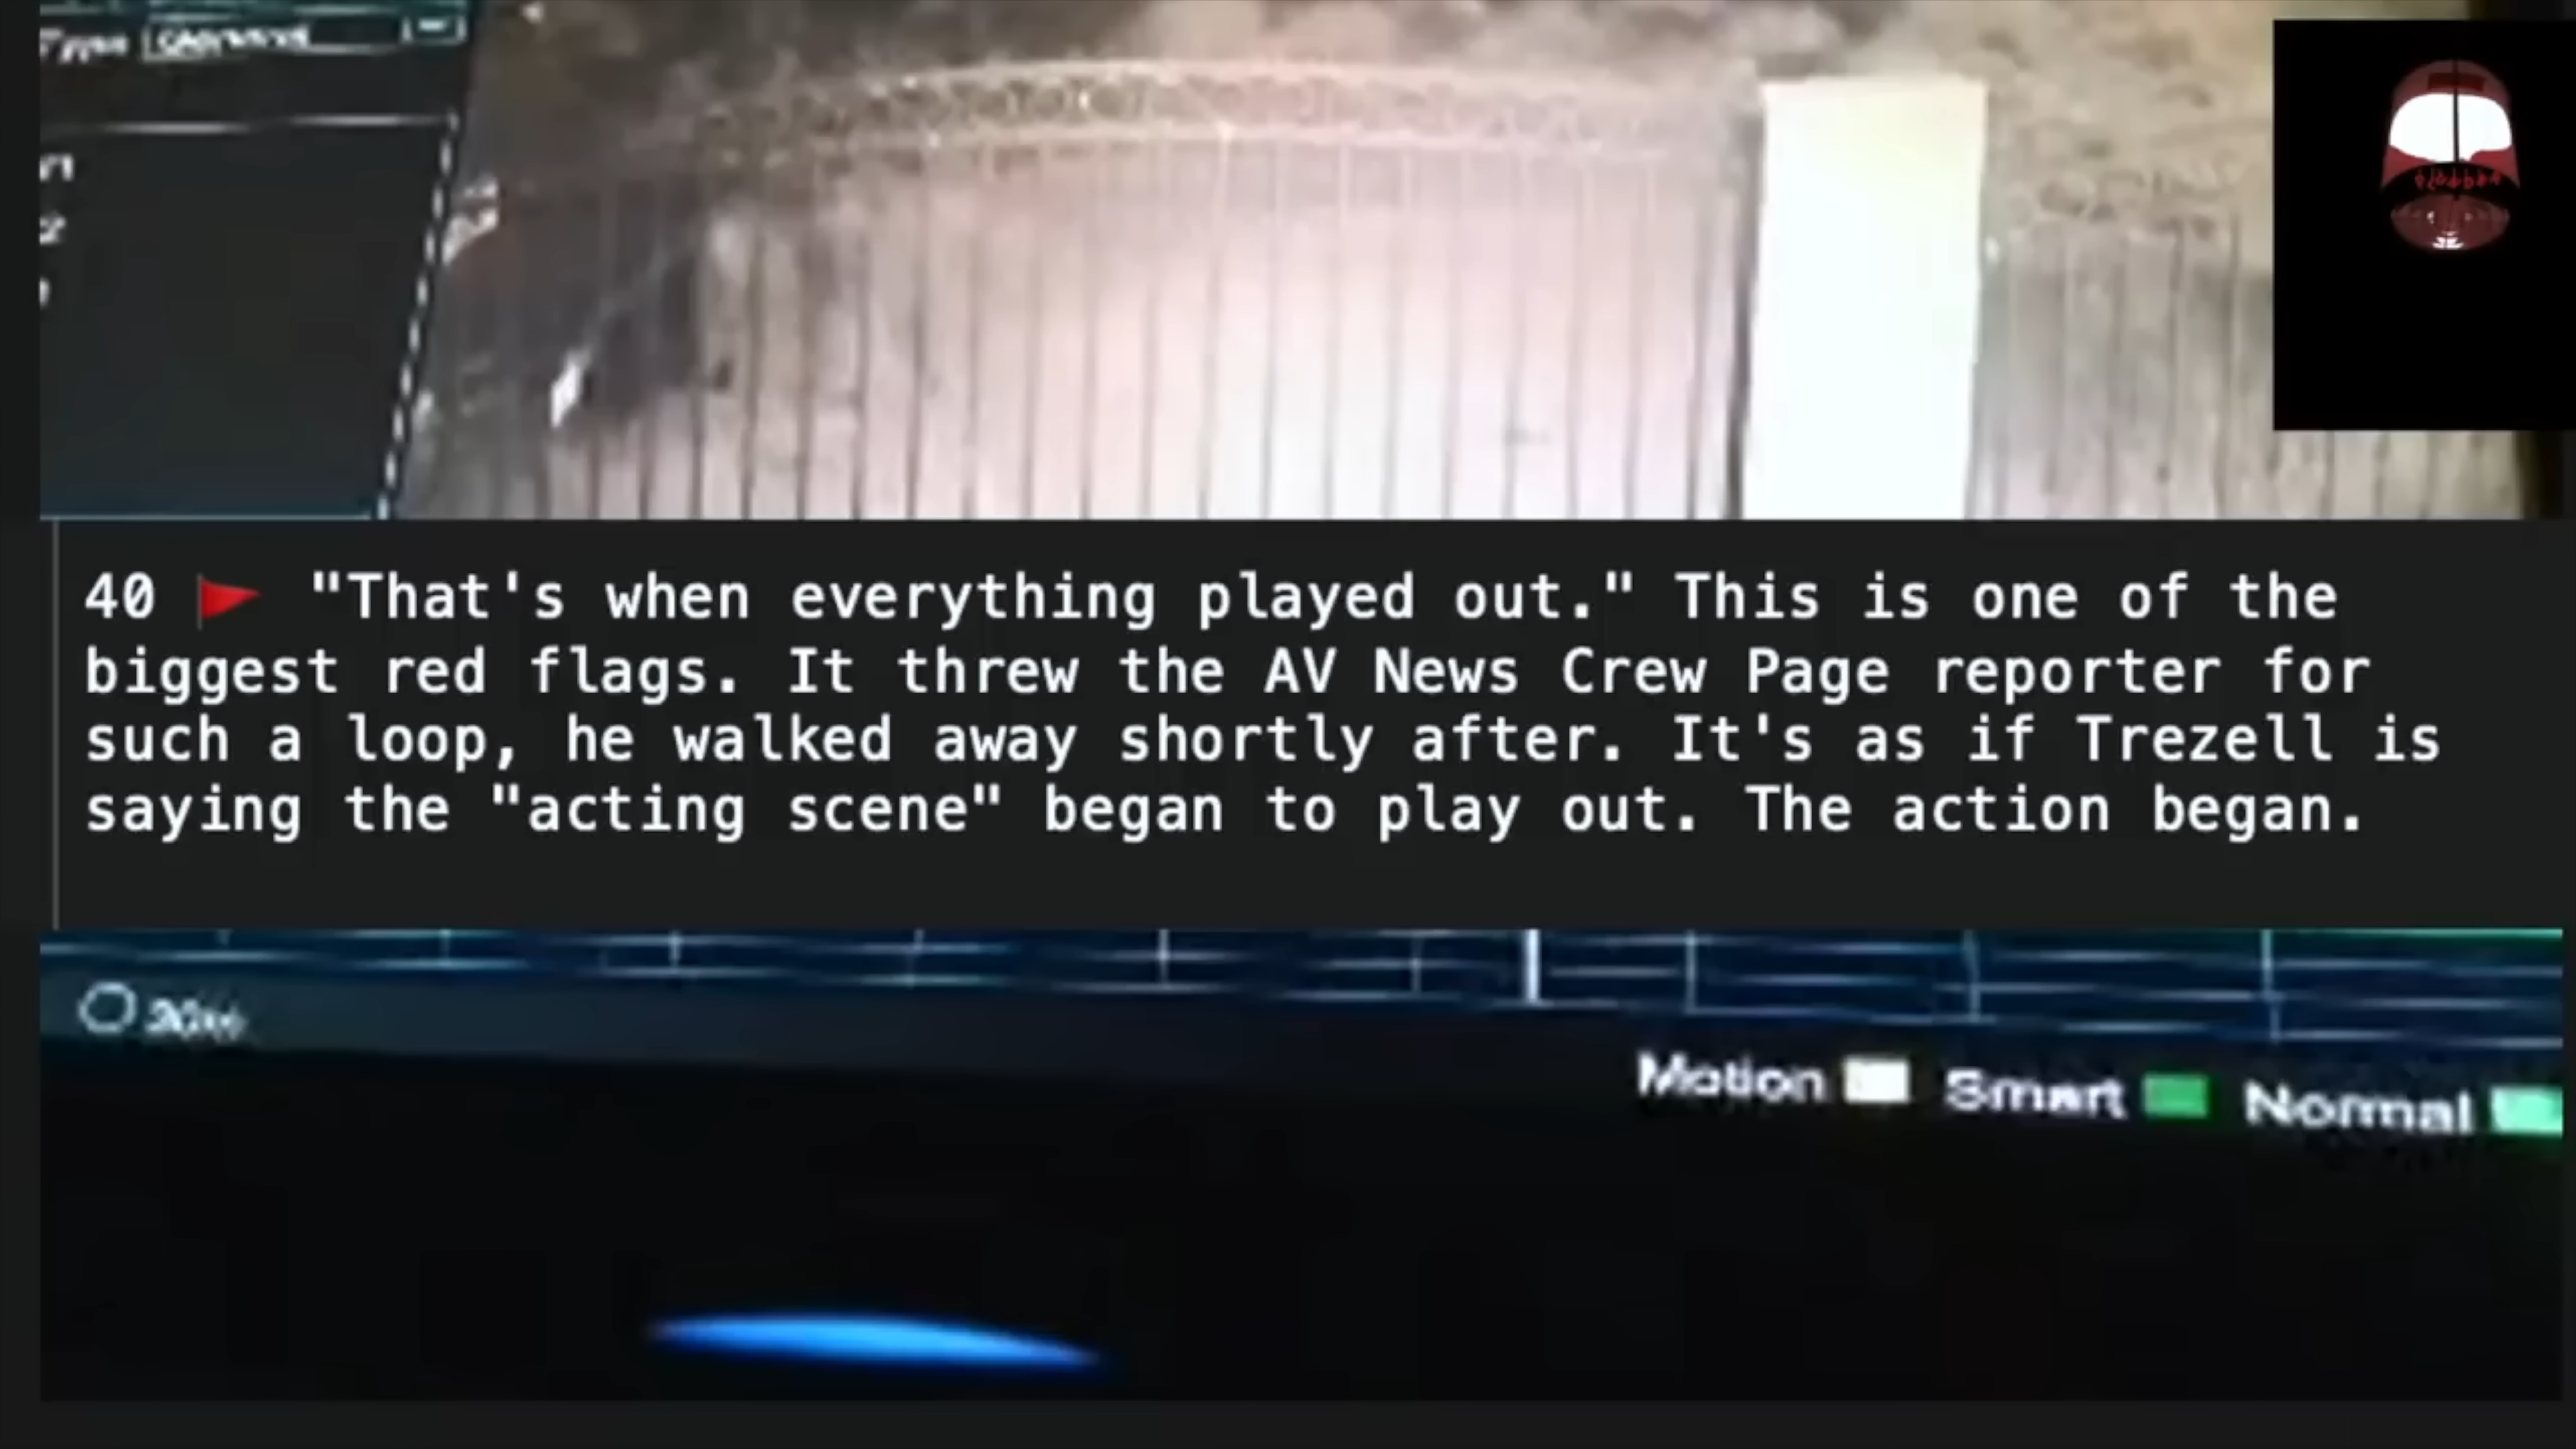 Type
40 🚩 "That's when everything played out." This is one of the
biggest red flags. It threw the AV News Crew Page reporter for
such a loop, he walked away shortly after. It's as if Trezell is
saying the "acting scene" began to play out. The action began.
Motion Smart Normal